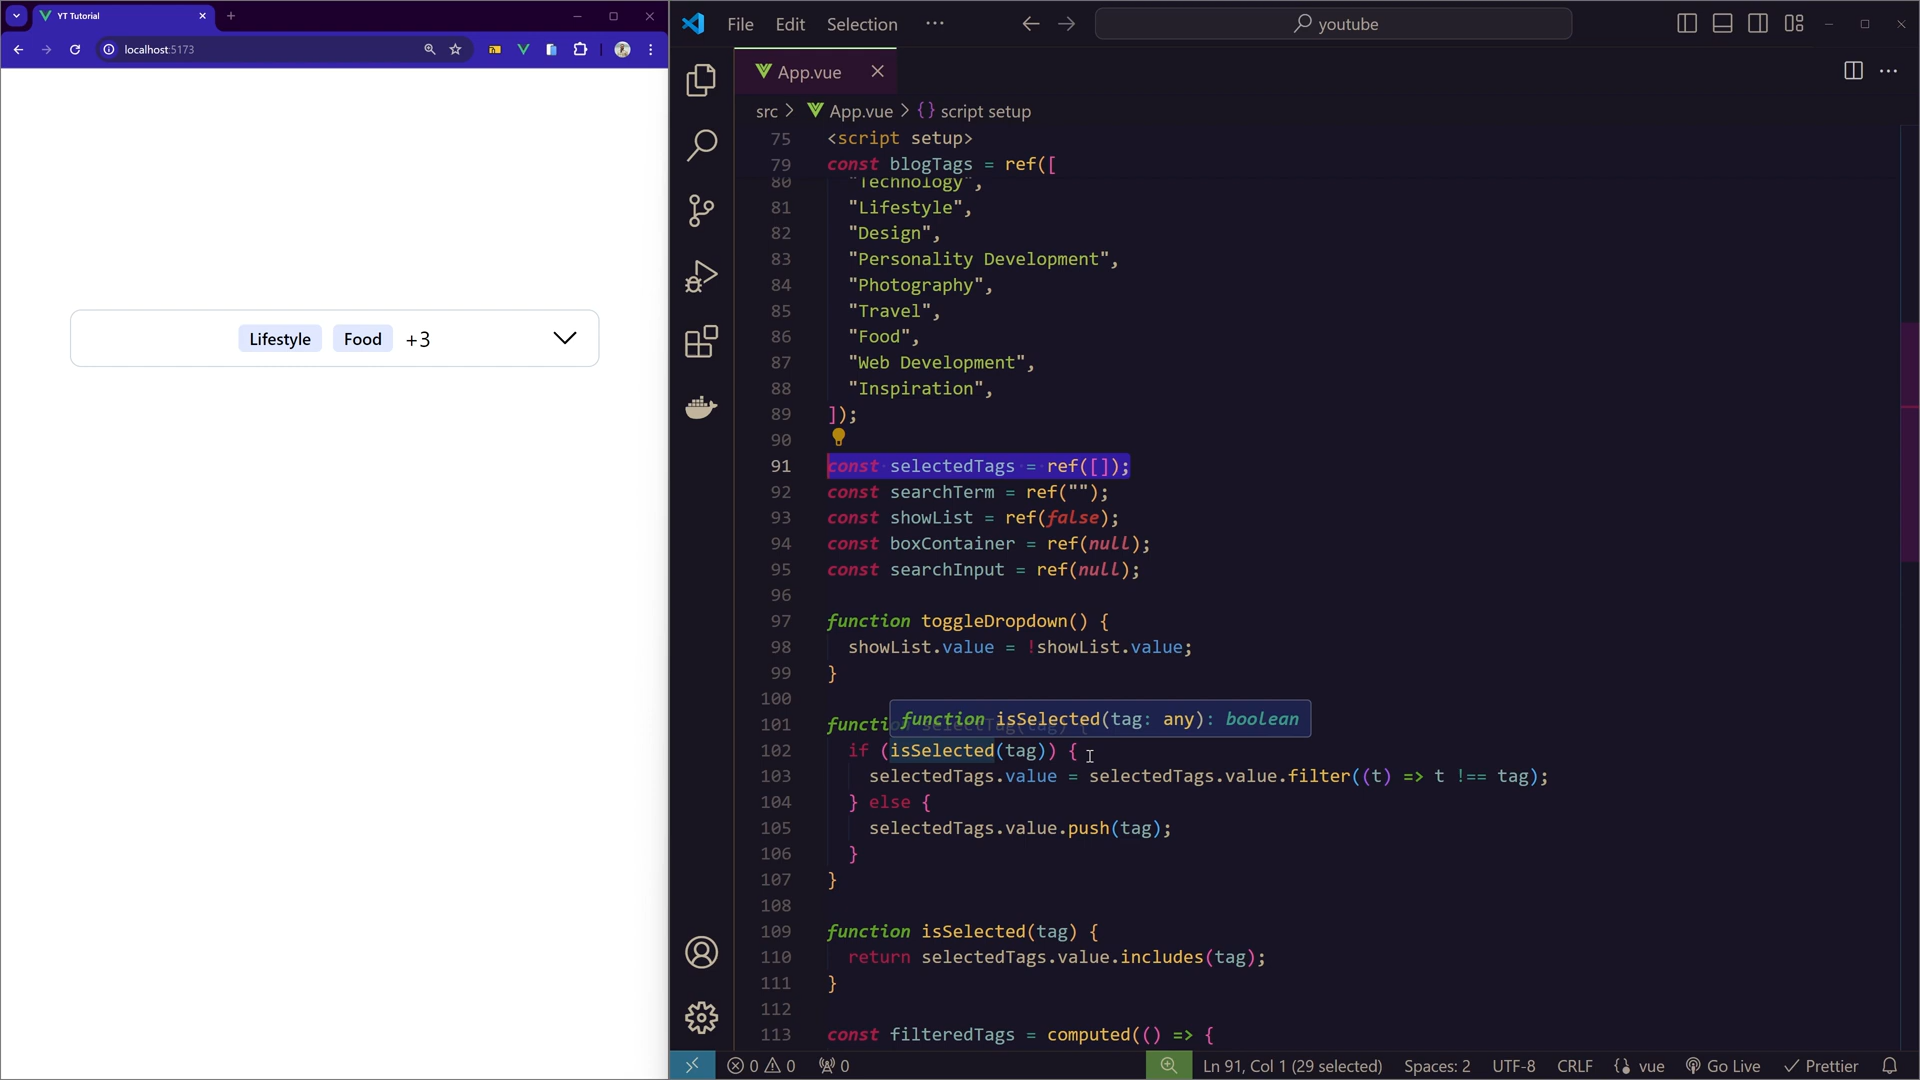 YT Tutorial
localhost:5173
Lifestyle Food +3
File Edit Selection ···
youtube
App.vue
src > App.vue > {} script setup
75 <script setup>
79 const blogTags = ref([
80 "Technology",
81 "Lifestyle",
82 "Design",
83 "Personality Development",
84 "Photography",
85 "Travel",
86 "Food",
87 "Web Development",
88 "Inspiration",
89 ]);
90
91 const selectedTags = ref([]);
92 const searchTerm = ref("");
93 const showList = ref(false);
94 const boxContainer = ref(null);
95 const searchInput = ref(null);
96
97 function toggleDropdown() {
98 showList.value = !showList.value;
99 }
100
function isSelected(tag: any): boolean
101 function selectTag(tag) {
102 if (isSelected(tag)) {
103 selectedTags.value = selectedTags.value.filter((t) => t !== tag);
104 } else {
105 selectedTags.value.push(tag);
106 }
107 }
108
109 function isSelected(tag) {
110 return selectedTags.value.includes(tag);
111 }
112
113 const filteredTags = computed(() => {
0 0 0 Ln 91, Col 1 (29 selected) Spaces: 2 UTF-8 CRLF vue Go Live Prettier